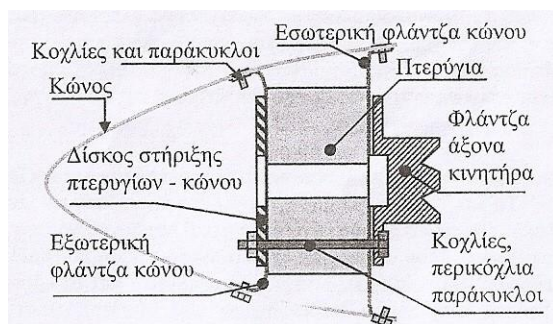 Εσωτερική φλάντζα κώνου
Κοχλίες και παράκυκλοι
Πτερύγια
Κώνος
Φλάντζα
άξονα
κινητήρα
Δίσκος στήριξης
πτερυγίων - κώνου
Εξωτερική
φλάντζα κώνου
Κοχλίες,
περικόχλια
παράκυκλοι